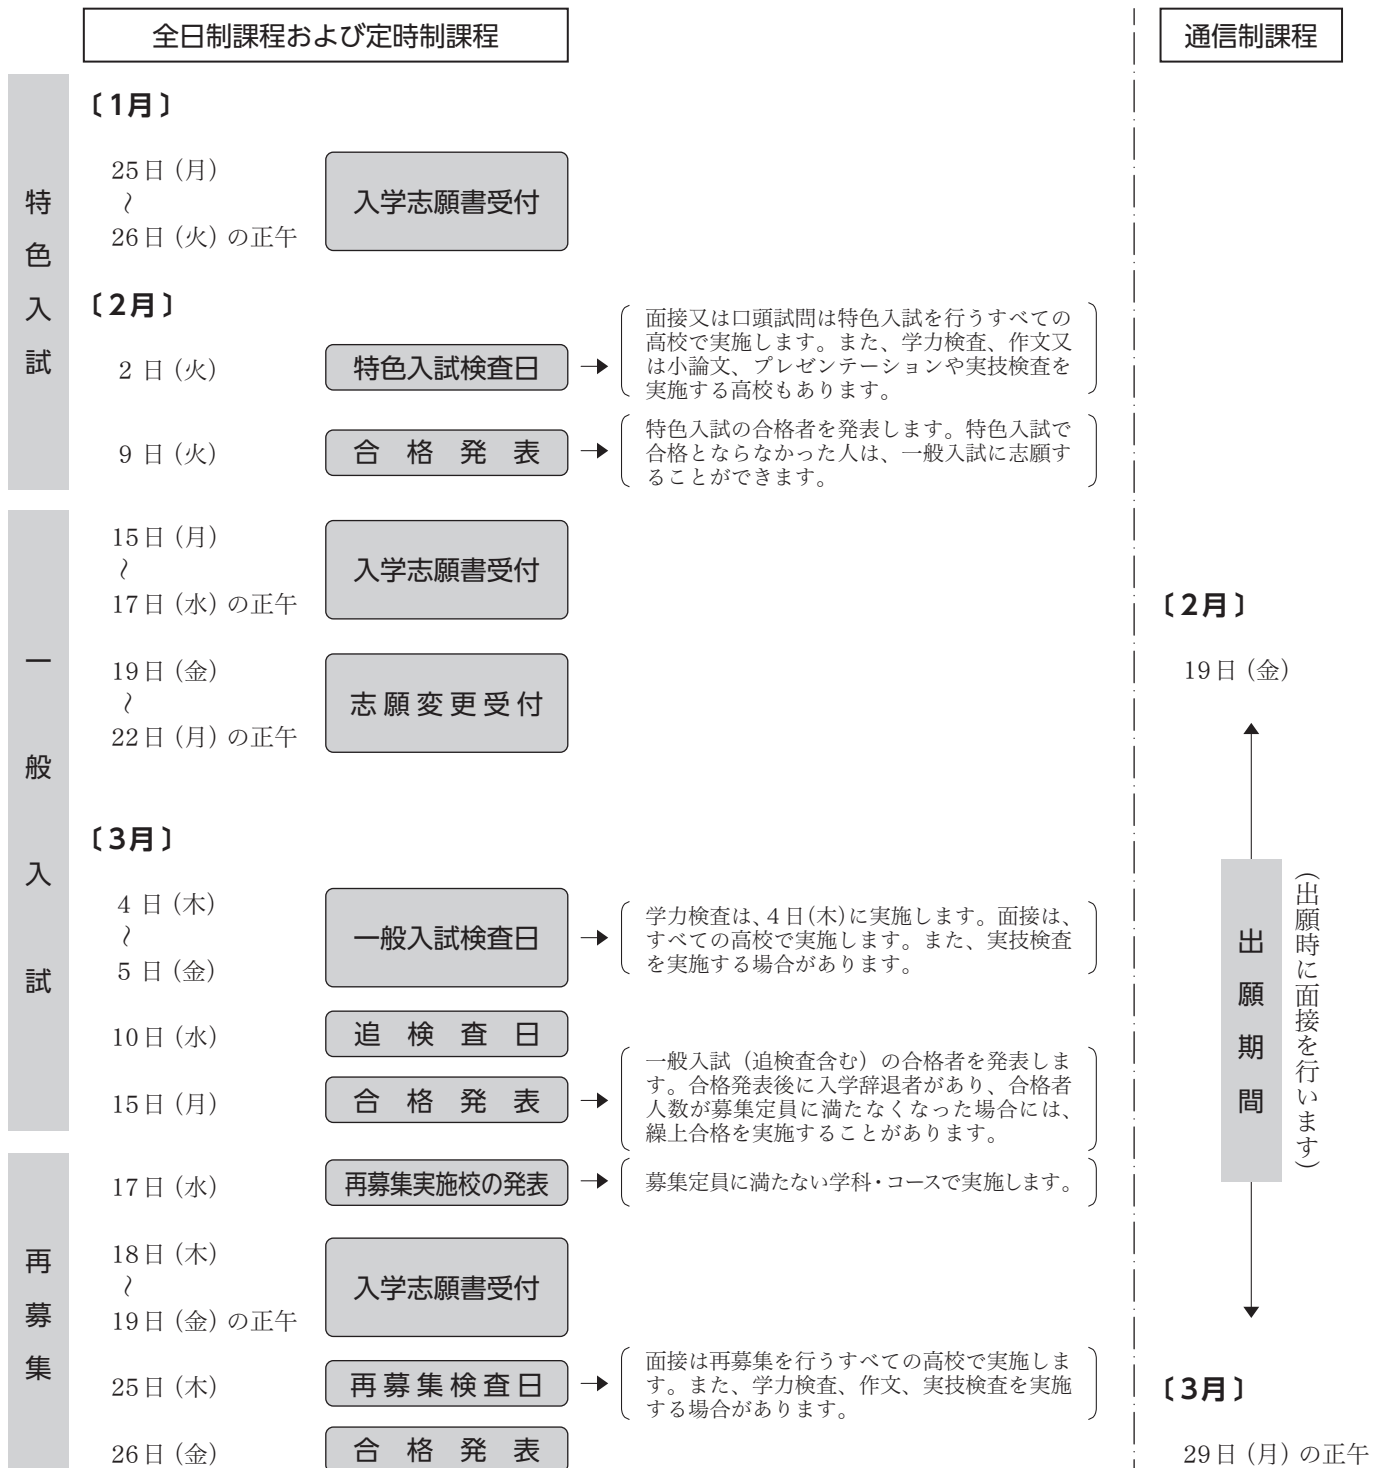 全日制課程および定時制課程
特色入試
〔1月〕
25日（月）
〜
26日（火）の正午
入学志願書受付
〔2月〕
2日（火）
特色入試検査日
面接又は口頭試問は特色入試を行うすべての
高校で実施します。また、学力検査、作文又
は小論文、プレゼンテーションや実技検査を
実施する高校もあります。
9日（火）
合格発表
特色入試の合格者を発表します。特色入試で
合格とならなかった人は、一般入試に志願す
ることができます。
一般入試
15日（月）
〜
17日（水）の正午
入学志願書受付
19日（金）
〜
22日（月）の正午
志願変更受付
〔3月〕
4日（木）
〜
5日（金）
一般入試検査日
学力検査は、4日（木）に実施します。面接は、
すべての高校で実施します。また、実技検査
を実施する場合があります。
10日（水）
追検査日
15日（月）
合格発表
一般入試（追検査含む）の合格者を発表しま
す。合格発表後に入学辞退者があり、合格者
人数が募集定員に満たなくなった場合には、
繰上合格を実施することがあります。
再募集
17日（水）
再募集実施校の発表
募集定員に満たない学科・コースで実施します。
18日（木）
〜
19日（金）の正午
入学志願書受付
25日（木）
再募集検査日
面接は再募集を行うすべての高校で実施しま
す。また、学力検査、作文、実技検査を実施
する場合があります。
26日（金）
合格発表
通信制課程
〔2月〕
19日（金）
出願期間
（出願時に面接を行います）
〔3月〕
29日（月）の正午